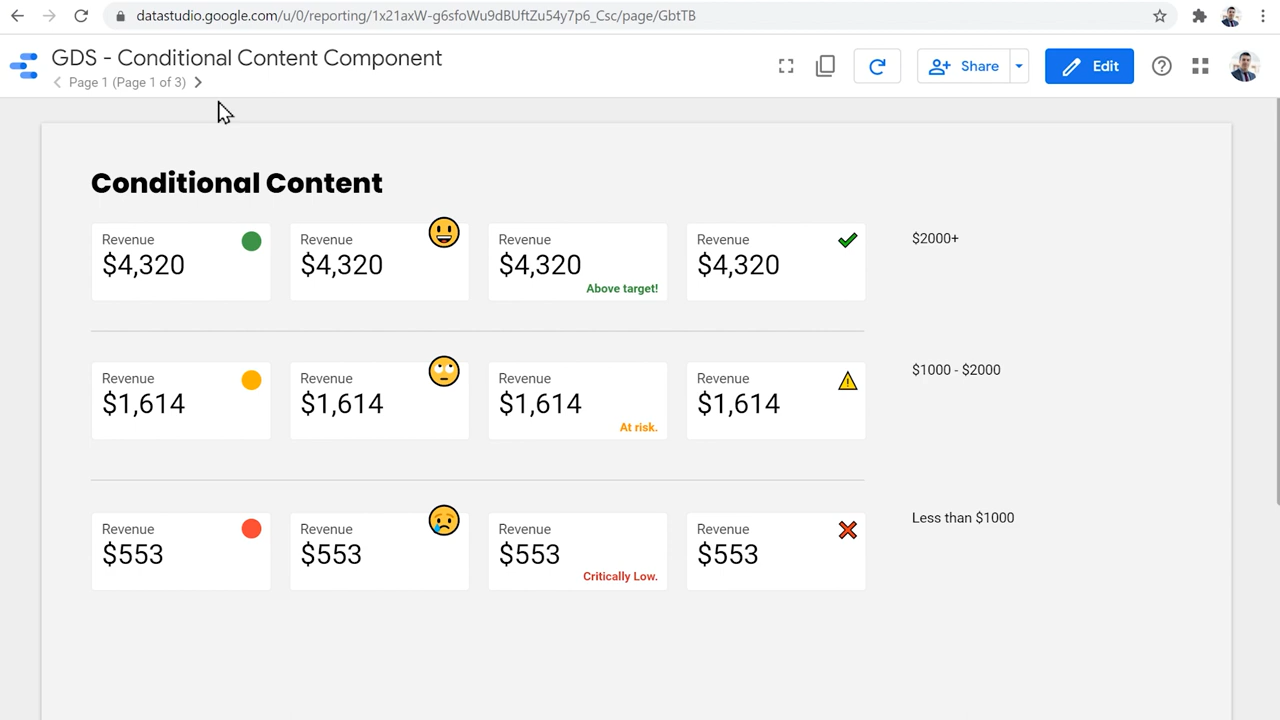 datastudio.google.com/u/0/reporting/1x21axW-g6sfoWu9dBUftZu54y7p6_Csc/page/GbtTB
GDS - Conditional Content Component
Page 1 (Page 1 of 3)
Share
Edit
Conditional Content
Revenue Revenue Revenue Revenue $2000+
$4,320 $4,320 $4,320 $4,320
Above target!
Revenue Revenue Revenue Revenue $1000 - $2000
$1,614 $1,614 $1,614 $1,614
At risk.
Revenue Revenue Revenue Revenue Less than $1000
$553 $553 $553 $553
Critically Low.